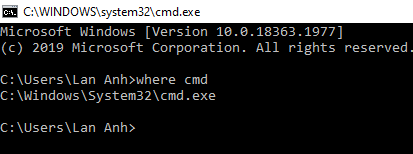 C:\WINDOWS\system32\cmd.exe
Microsoft Windows [Version 10.0.18363.1977]
(c) 2019 Microsoft Corporation. All rights reserved.
C:\Users\Lan Anh>where cmd
C:\Windows\System32\cmd.exe
C:\Users\Lan Anh>